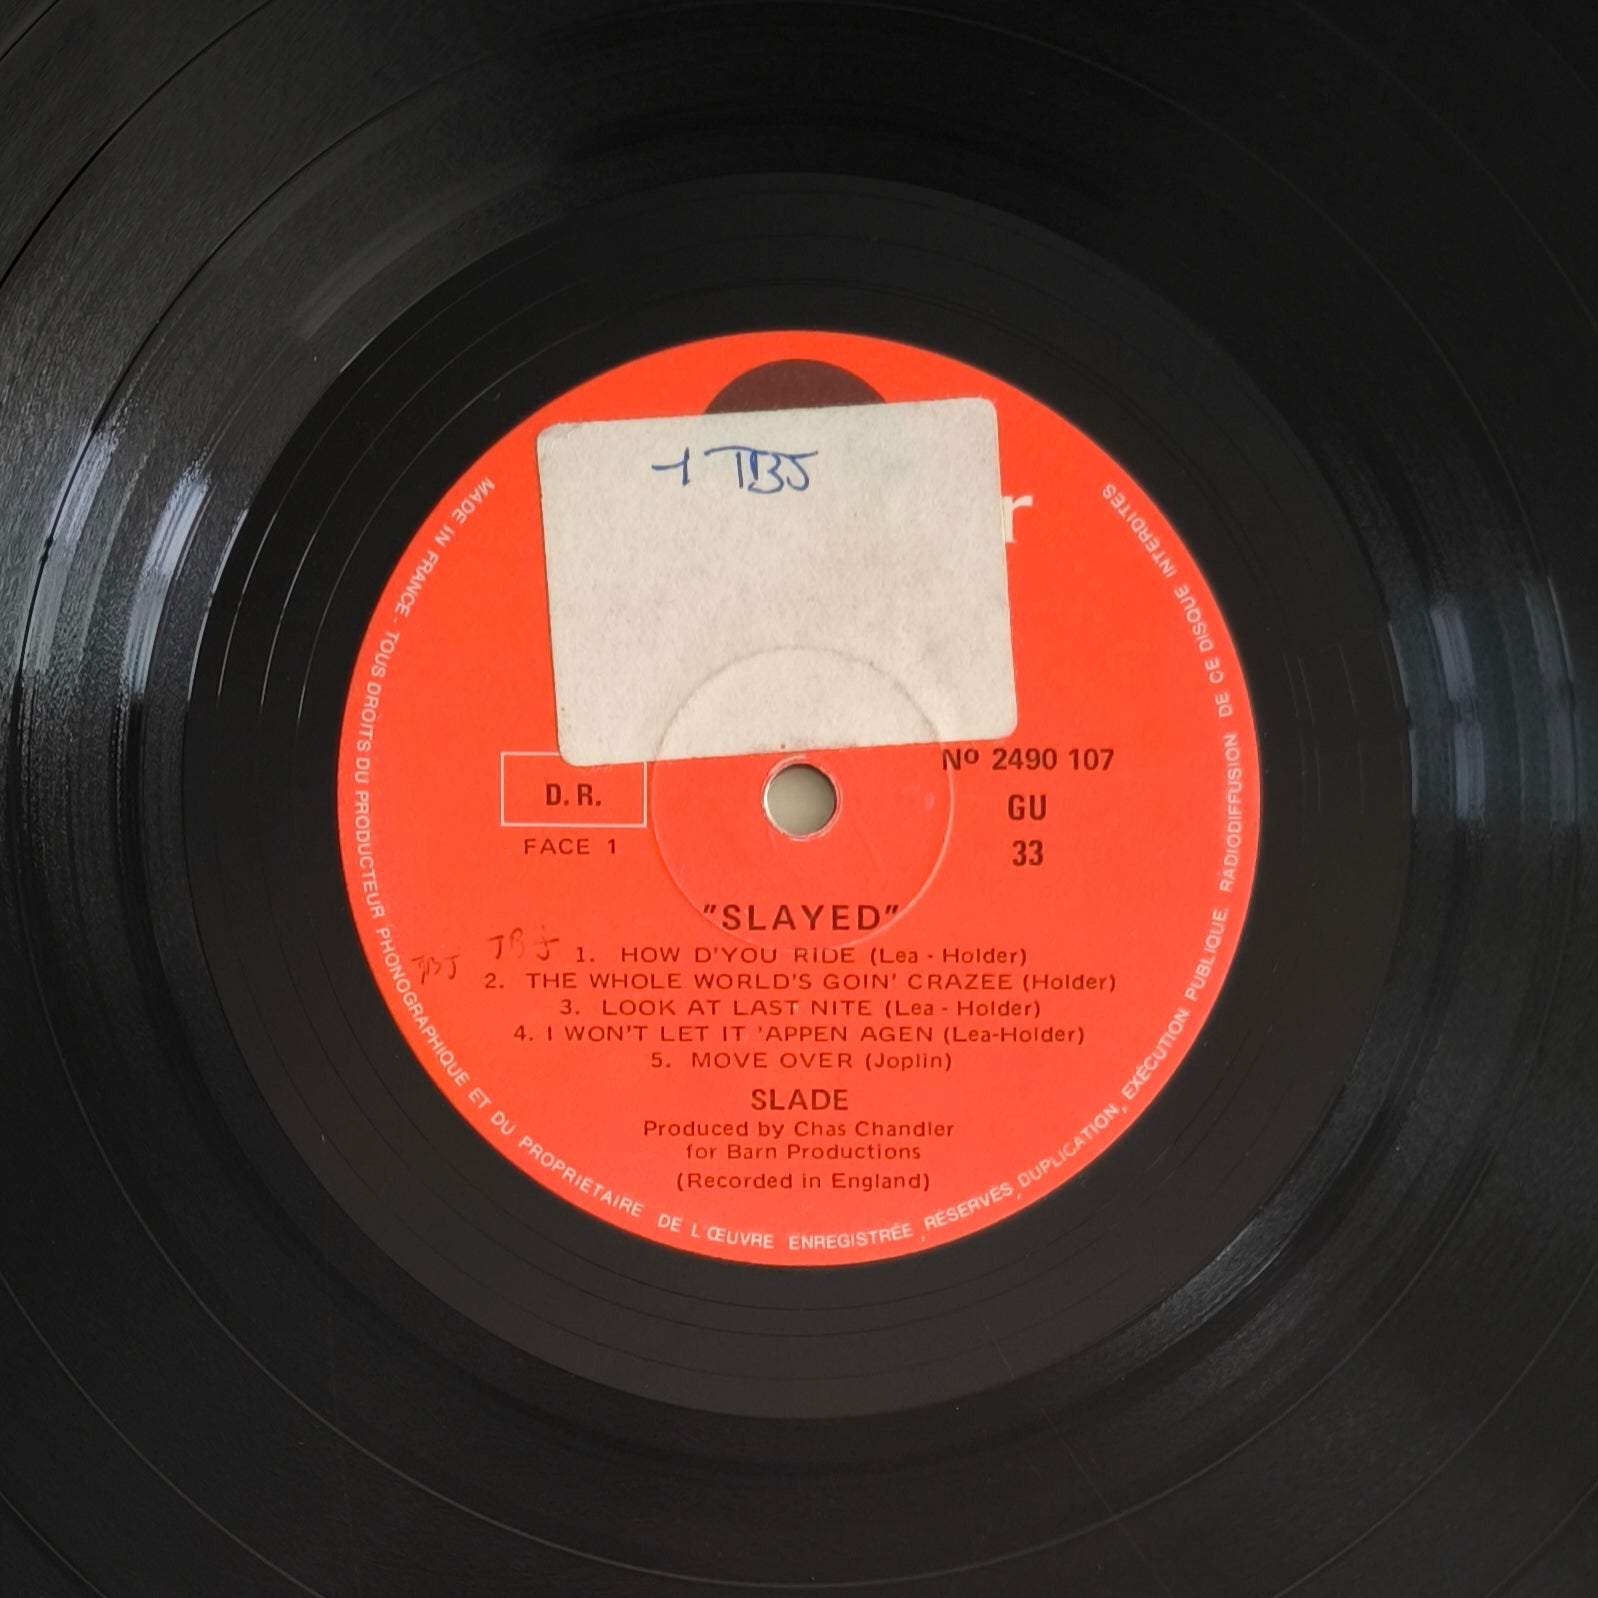 1 TBJ
r
Nº 2490 107
D. R.
GU
FACE 1
33
"SLAYED"
TBJ TBJ
1. HOW D'YOU RIDE (Lea - Holder)
2. THE WHOLE WORLD'S GOIN' CRAZEE (Holder)
3. LOOK AT LAST NITE (Lea - Holder)
4. I WON'T LET IT 'APPEN AGEN (Lea-Holder)
5. MOVE OVER (Joplin)
SLADE
Produced by Chas Chandler
for Barn Productions
(Recorded in England)
MADE IN FRANCE - TOUS DROITS DU PRODUCTEUR PHONOGRAPHIQUE ET DU PROPRIÉTAIRE DE L'ŒUVRE ENREGISTRÉE, RÉSERVÉS, DUPLICATION, EXÉCUTION PUBLIQUE, RADIODIFFUSION DE CE DISQUE INTERDITES